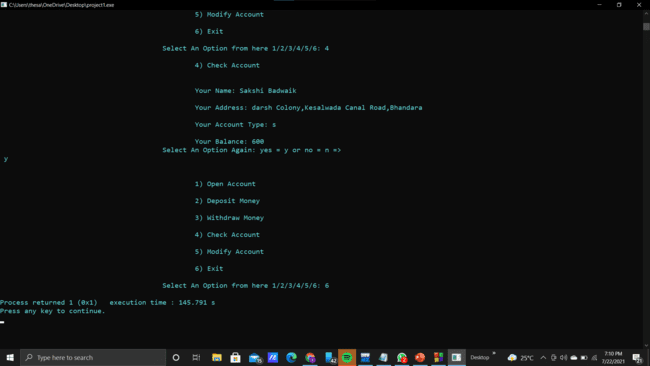 C:\Users\thesa\OneDrive\Desktop\project1.exe
5) Modify Account
6) Exit
Select An Option from here 1/2/3/4/5/6: 4
4) Check Account
Your Name: Sakshi Badwaik
Your Address: darsh Colony,Kesalwada Canal Road,Bhandara
Your Account Type: s
Your Balance: 600
Select An Option Again: yes = y or no = n =>
y
1) Open Account
2) Deposit Money
3) Withdraw Money
4) Check Account
5) Modify Account
6) Exit
Select An Option from here 1/2/3/4/5/6: 6
Process returned 1 (0x1)   execution time : 145.791 s
Press any key to continue.
Type here to search
Desktop
25°C
7:10 PM
7/22/2021